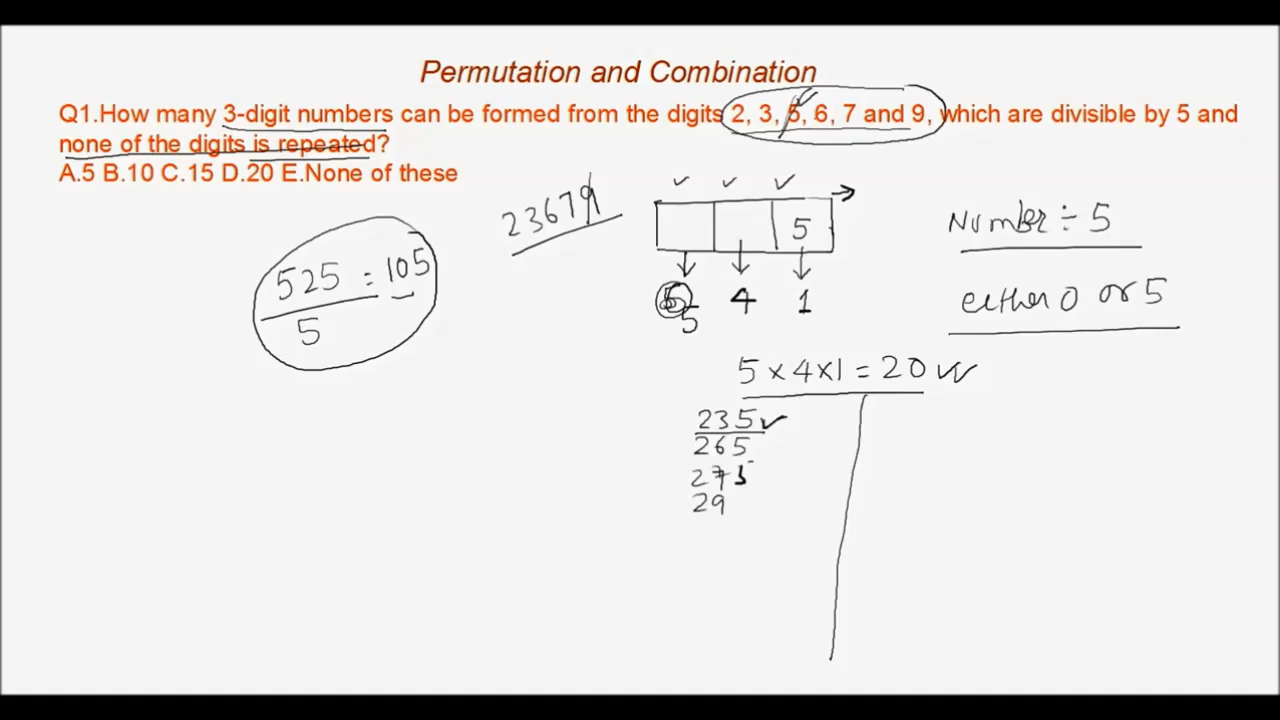 Permutation and Combination
Q1.How many 3-digit numbers can be formed from the digits 2, 3, 5, 6, 7 and 9, which are divisible by 5 and
none of the digits is repeated?
A.5 B.10 C.15 D.20 E.None of these
23679
5
Number ÷ 5
525 = 105
5
5 4 1
5
either 0 or 5
5 × 4 × 1 = 20
235
265
275
29